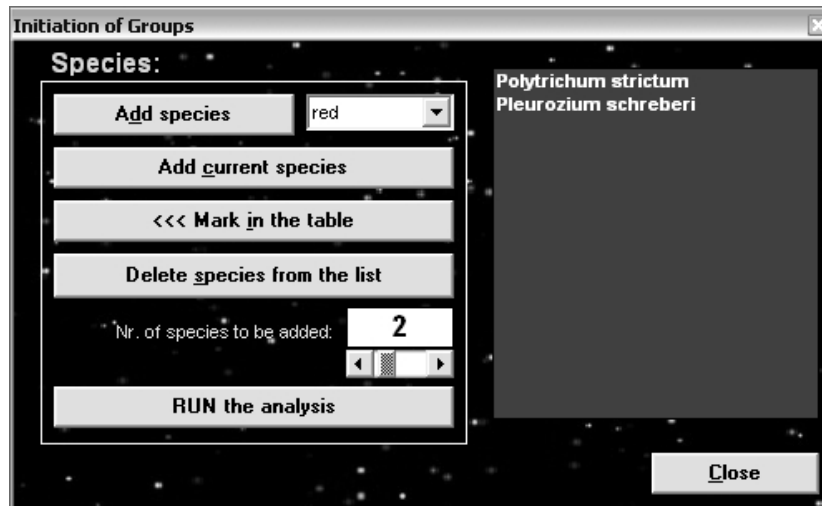 Initiation of Groups
Species:
Add species
red
Add current species
<<< Mark in the table
Delete species from the list
Nr. of species to be added:
2
RUN the analysis
Polytrichum strictum
Pleurozium schreberi
Close